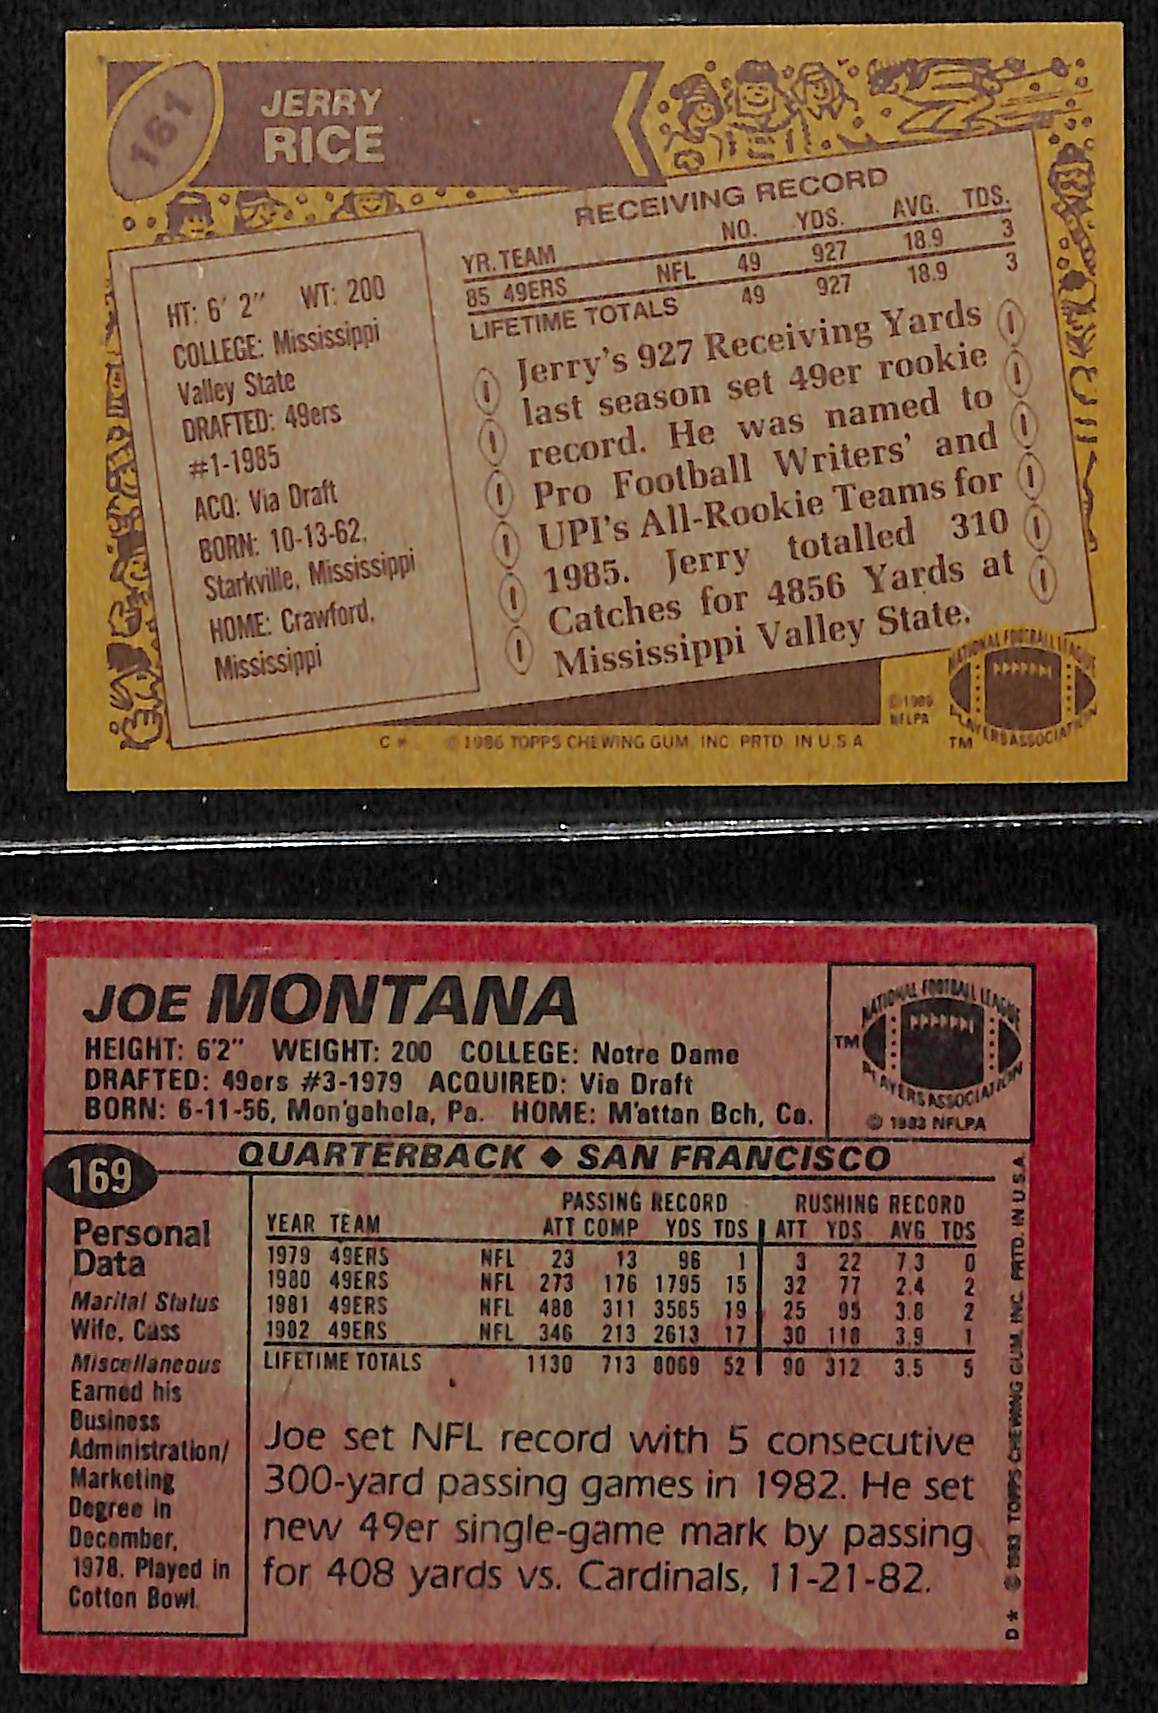 161
JERRY
RICE
HT: 6' 2" WT: 200
COLLEGE: Mississippi
Valley State
DRAFTED: 49ers
#1-1985
ACQ: Via Draft
BORN: 10-13-62,
Starkville, Mississippi
HOME: Crawford,
Mississippi
RECEIVING RECORD
YR. TEAM NO. YDS. AVG. TDS.
85 49ERS NFL 49 927 18.9 3
LIFETIME TOTALS 49 927 18.9 3
Jerry's 927 Receiving Yards
last season set 49er rookie
record. He was named to
Pro Football Writers' and
UPI's All-Rookie Teams for
1985. Jerry totalled 310
Catches for 4856 Yards at
Mississippi Valley State.
NATIONAL FOOTBALL LEAGUE
PLAYERS ASSOCIATION
TM
NFLPA
C * © 1986 TOPPS CHEWING GUM, INC. PRTD. IN U.S.A.
JOE MONTANA
HEIGHT: 6'2" WEIGHT: 200 COLLEGE: Notre Dame
DRAFTED: 49ers #3-1979 ACQUIRED: Via Draft
BORN: 6-11-56, Mon'gahela, Pa. HOME: M'attan Bch, Ca.
NATIONAL FOOTBALL LEAGUE
TM
PLAYERS ASSOCIATION
© 1983 NFLPA
169
QUARTERBACK ◆ SAN FRANCISCO
Personal
Data
Marital Status
Wife, Cass
Miscellaneous
Earned his
Business
Administration/
Marketing
Degree in
December,
1978. Played in
Cotton Bowl.
PASSING RECORD RUSHING RECORD
YEAR TEAM ATT COMP YDS TDS ATT YDS AVG TDS
1979 49ERS NFL 23 13 96 1 3 22 7.3 0
1980 49ERS NFL 273 176 1795 15 32 77 2.4 2
1981 49ERS NFL 488 311 3565 19 25 95 3.8 2
1982 49ERS NFL 346 213 2613 17 30 118 3.9 1
LIFETIME TOTALS 1130 713 8069 52 90 312 3.5 5
Joe set NFL record with 5 consecutive
300-yard passing games in 1982. He set
new 49er single-game mark by passing
for 408 yards vs. Cardinals, 11-21-82.
D* © 1983 TOPPS CHEWING GUM, INC. PRTD. IN U.S.A.